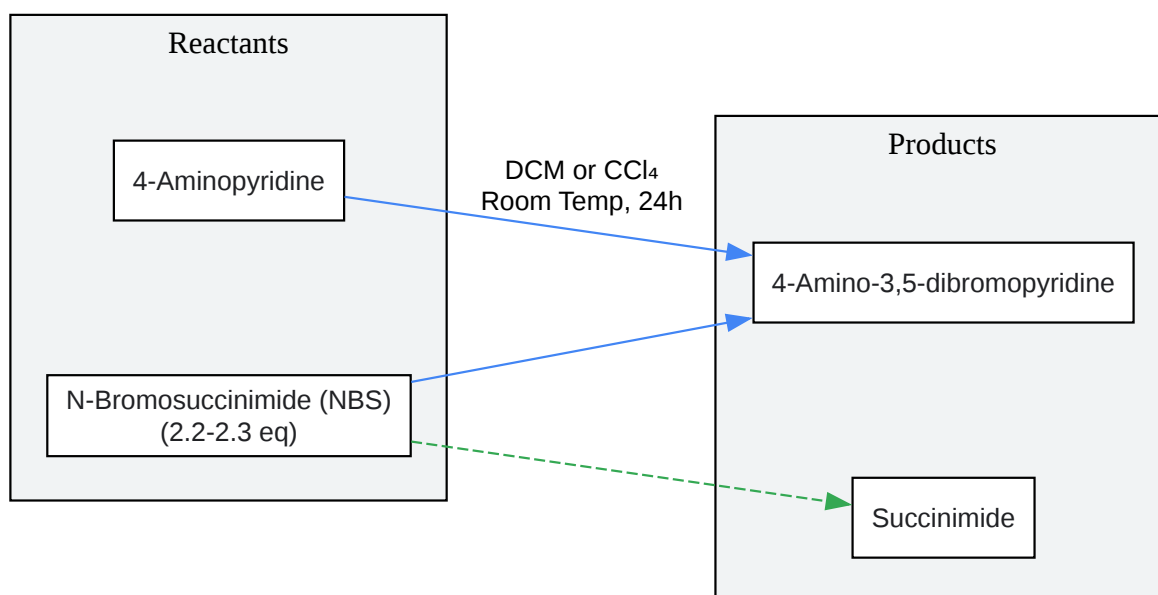 Reactants
4-Aminopyridine
N-Bromosuccinimide (NBS)
(2.2-2.3 eq)
DCM or CCl₄
Room Temp, 24h
Products
4-Amino-3,5-dibromopyridine
Succinimide